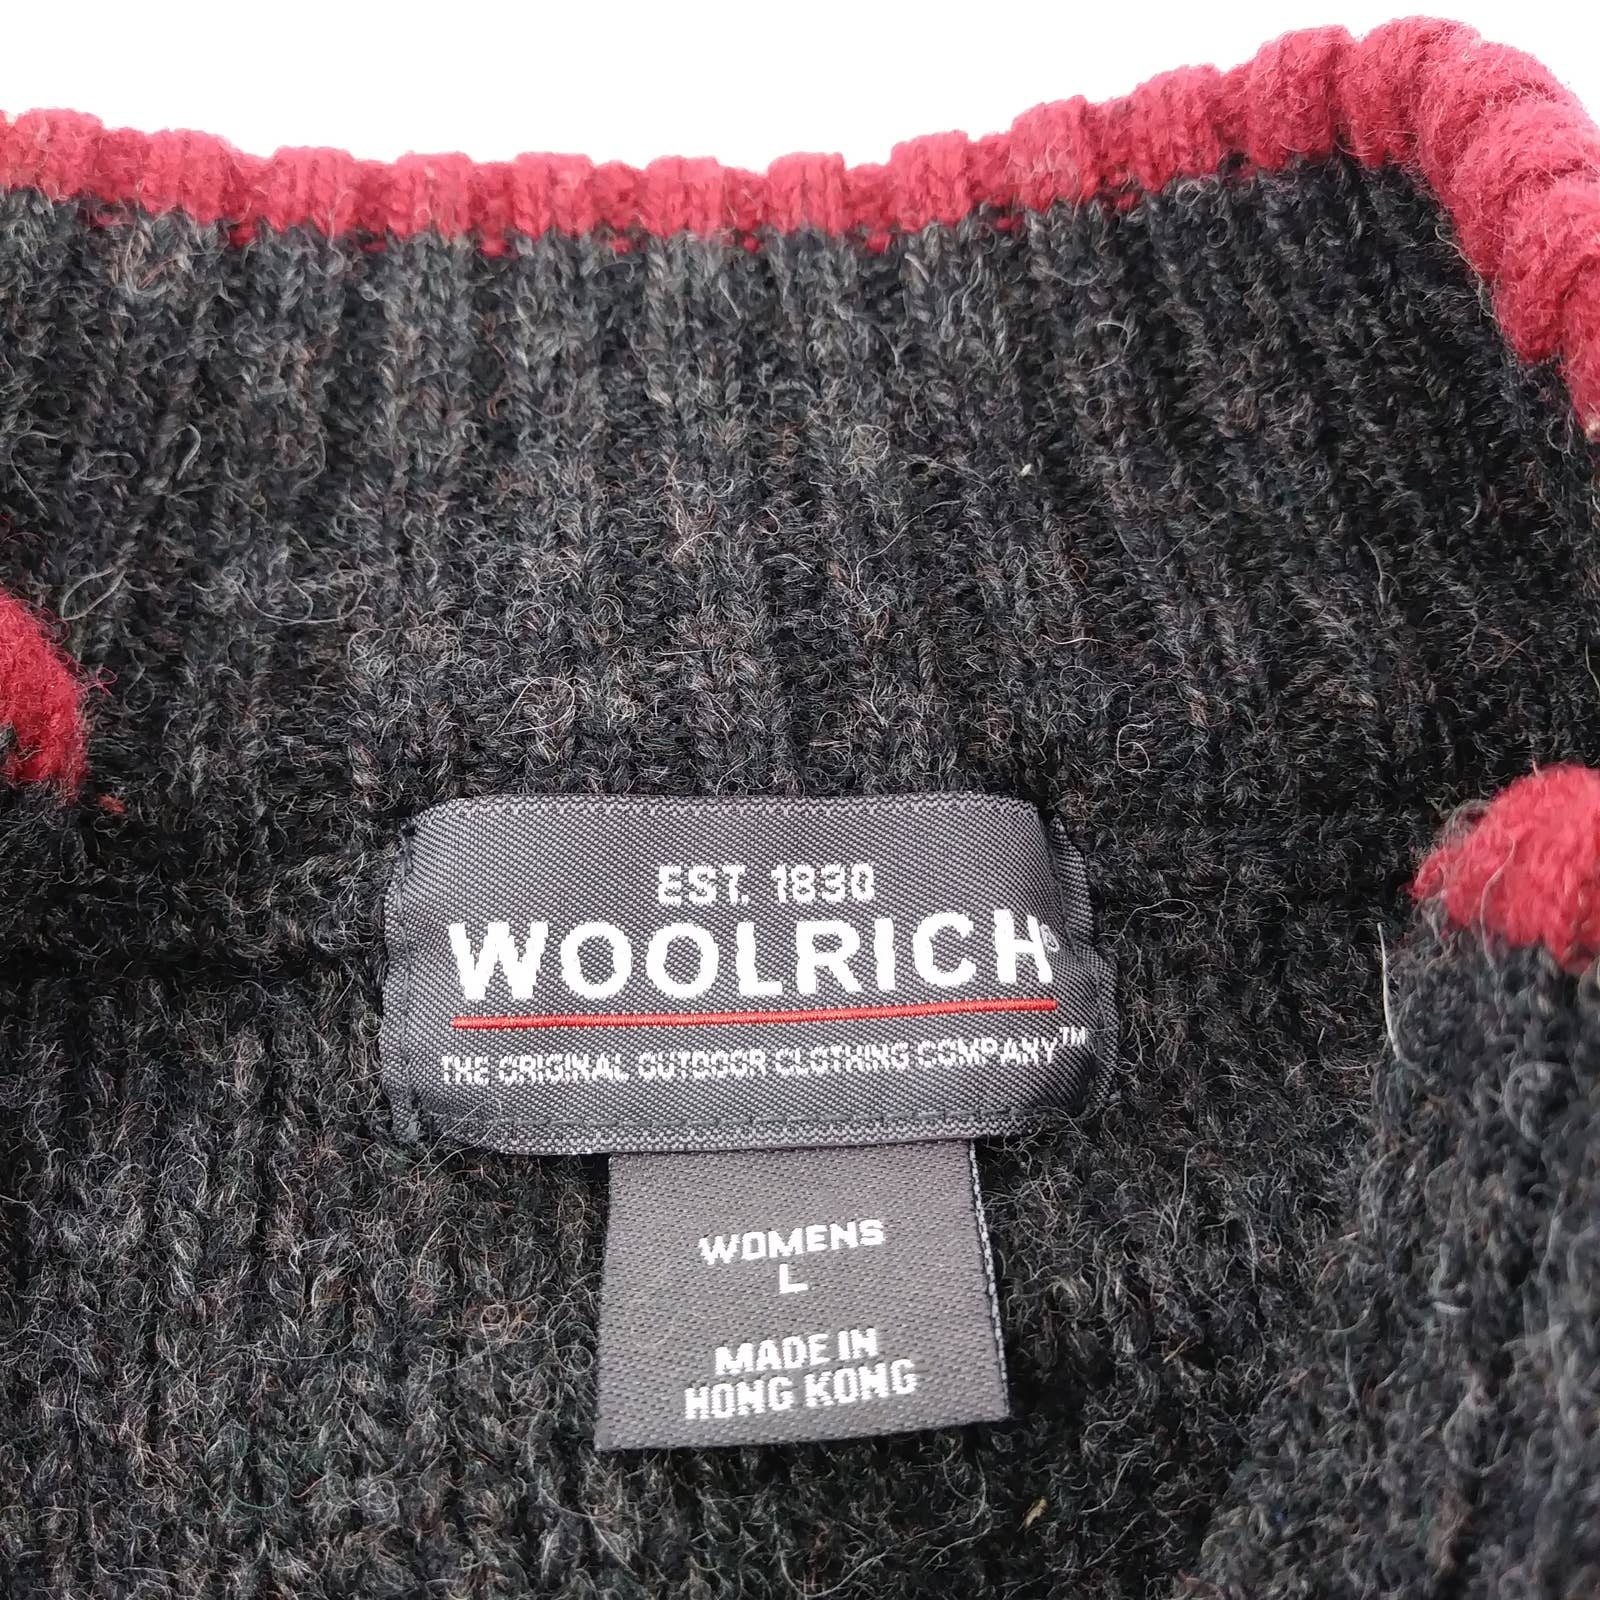 EST. 1830
WOOLRICH®
THE ORIGINAL OUTDOOR CLOTHING COMPANY™
WOMENS
L
MADE IN
HONG KONG